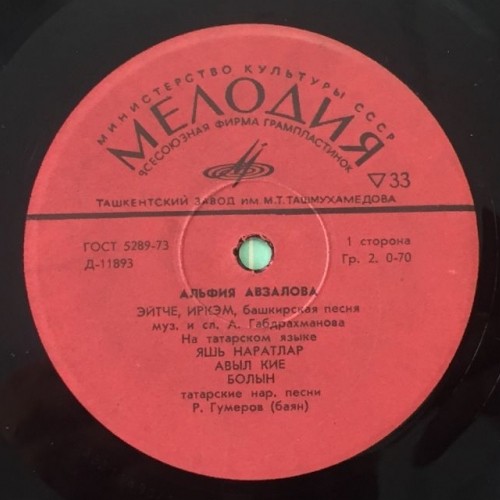 МИНИСТЕРСТВО КУЛЬТУРЫ СССР
МЕЛОДИЯ
ВСЕСОЮЗНАЯ ФИРМА ГРАМПЛАСТИНОК
▽33
ТАШКЕНТСКИЙ ЗАВОД ИМ. М.Т. ТАШМУХАМЕДОВА
ГОСТ 5289-73
Д-11893
1 сторона
Гр. 2. 0-70
АЛЬФИЯ АВЗАЛОВА
ЭЙТЧЕ, ИРКЭМ, башкирская песня
муз. и сл. А. Габдрахманова
На татарском языке
ЯШЬ НАРАТЛАР
АВЫЛ КИЕ
БОЛЫН
татарские нар. песни
Р. Гумеров (баян)